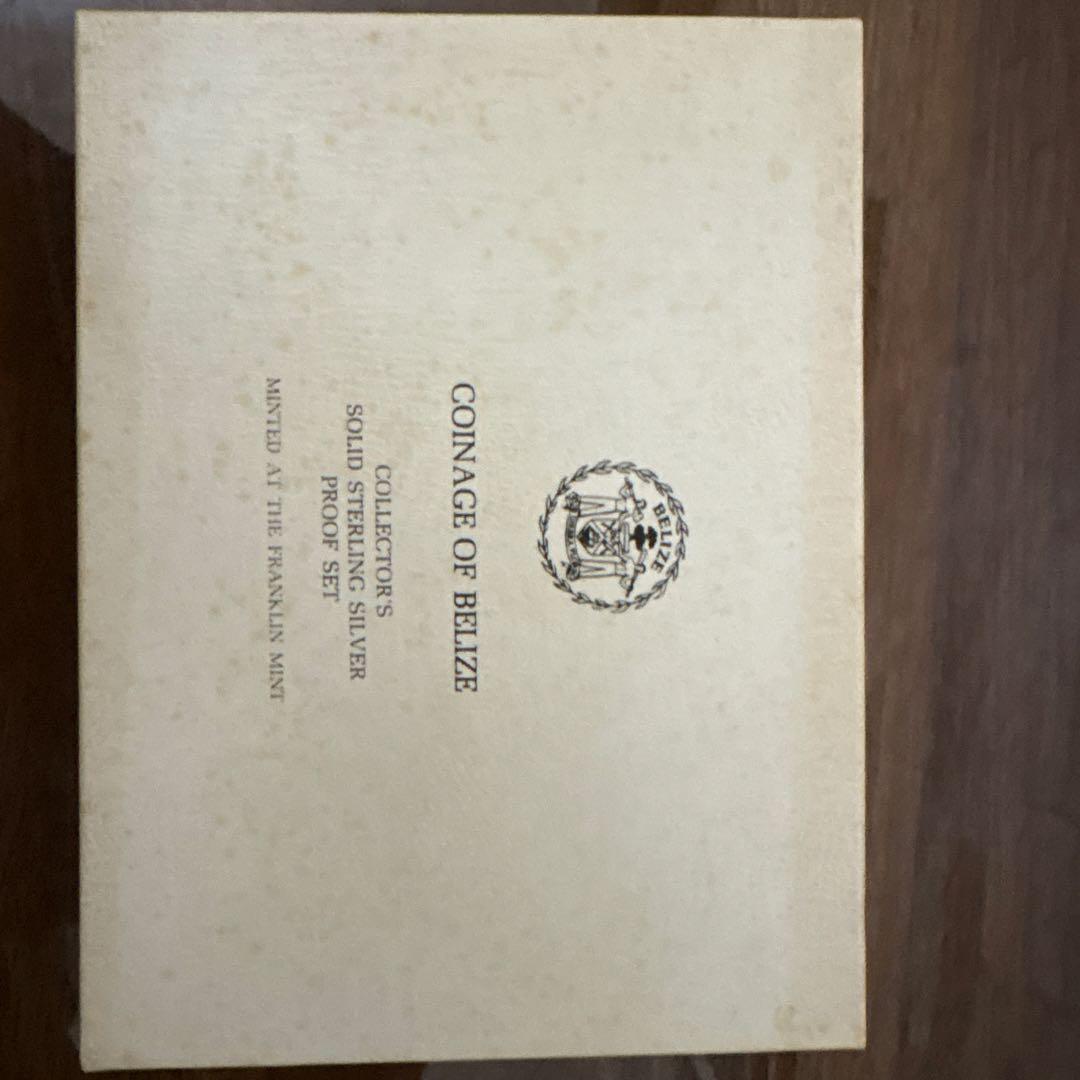 BELIZE
COINAGE OF BELIZE
COLLECTOR'S
SOLID STERLING SILVER
PROOF SET
MINTED AT THE FRANKLIN MINT